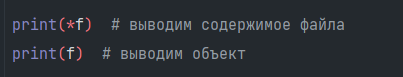 print(*f)  # выводим содержимое файла
print(f)  # выводим объект